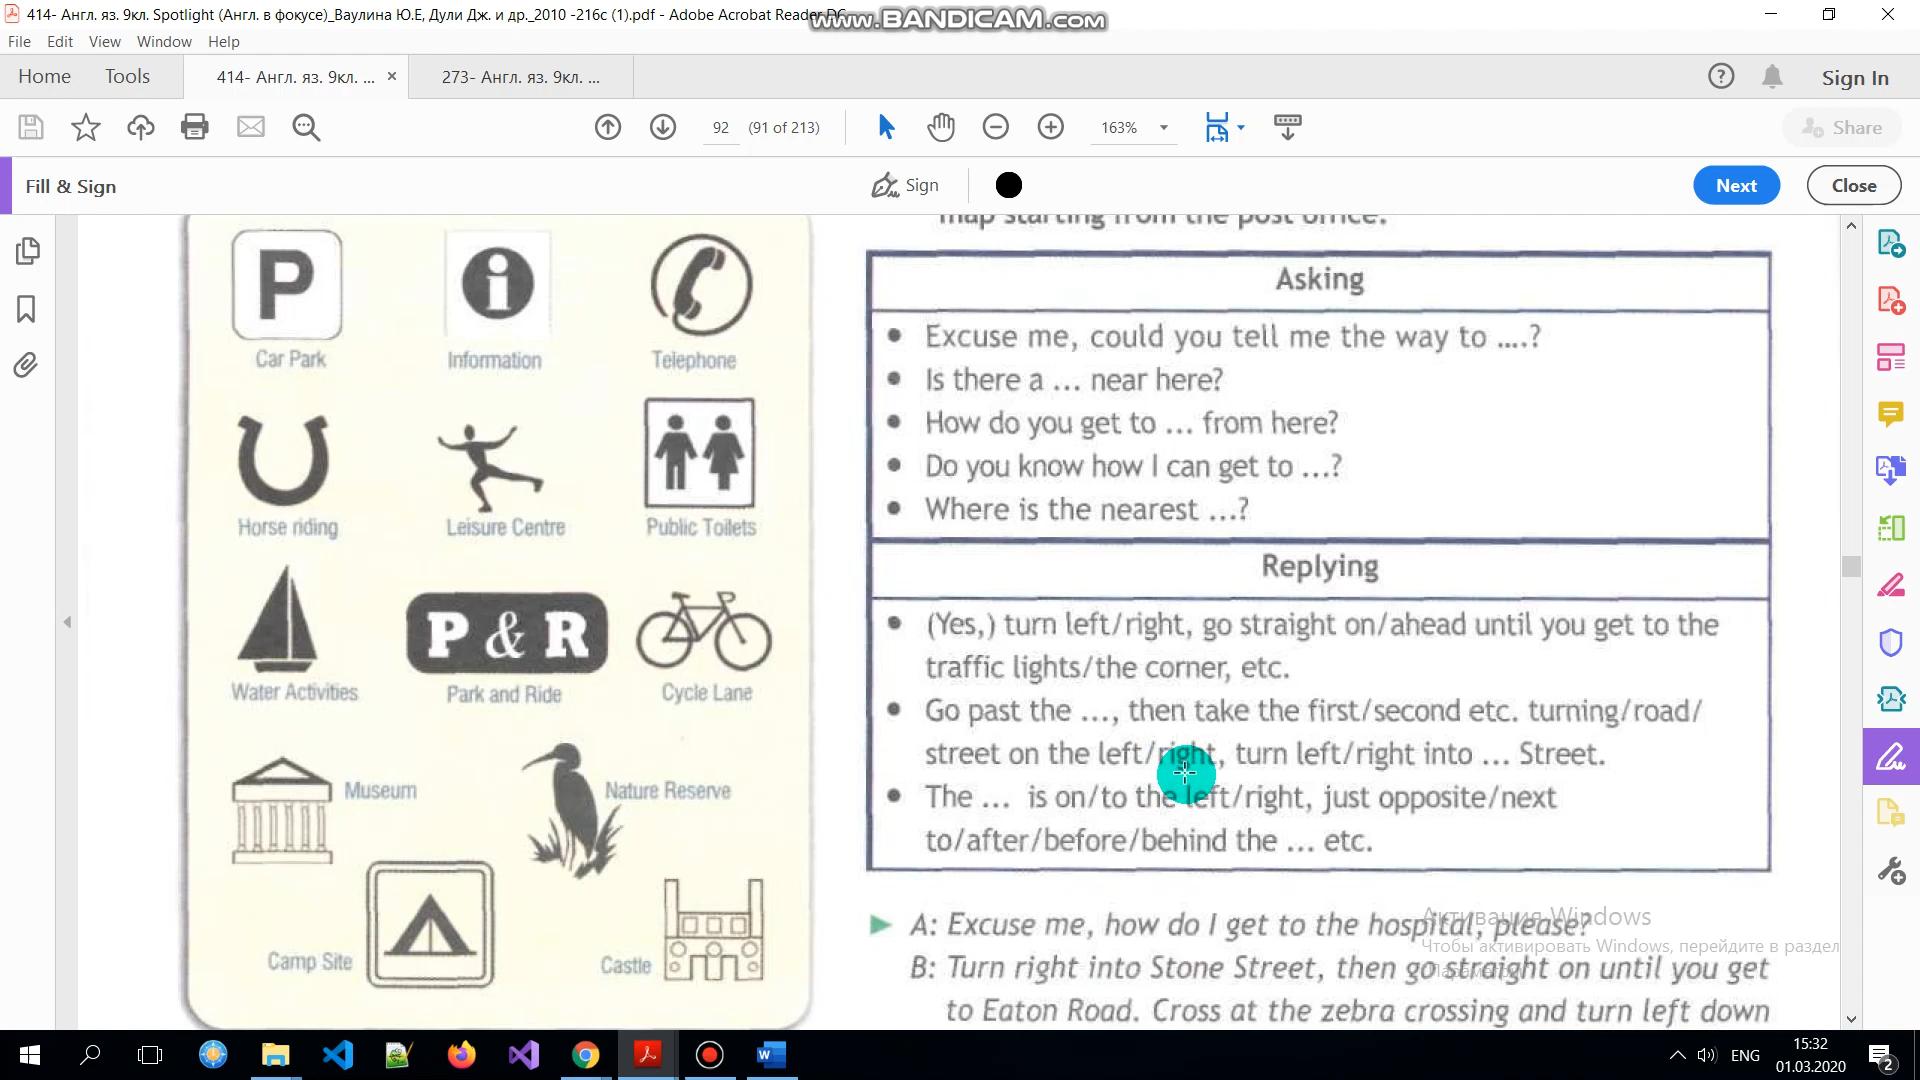 414- Англ. яз. 9кл. Spotlight (Англ. в фокусе)_Ваулина Ю.Е, Дули Дж. и др._2010 -216с (1).pdf - Adobe Acrobat Reader DC
www.BANDICAM.com
File Edit View Window Help
Home Tools 414- Англ. яз. 9кл. ... × 273- Англ. яз. 9кл. ... Sign In
92 (91 of 213) 163% Share
Fill & Sign Sign Next Close
map starting from the post office.
P
Car Park
i
Information
Telephone
Horse riding
Leisure Centre
Public Toilets
Water Activities
P & R
Park and Ride
Cycle Lane
Museum
Nature Reserve
Camp Site
Castle
Asking
• Excuse me, could you tell me the way to ....?
• Is there a ... near here?
• How do you get to ... from here?
• Do you know how I can get to ...?
• Where is the nearest ...?
Replying
• (Yes,) turn left/right, go straight on/ahead until you get to the
traffic lights/the corner, etc.
• Go past the ..., then take the first/second etc. turning/road/
street on the left/right, turn left/right into ... Street.
• The ... is on/to the left/right, just opposite/next
to/after/before/behind the ... etc.
A: Excuse me, how do I get to the hospital, please?
B: Turn right into Stone Street, then go straight on until you get
to Eaton Road. Cross at the zebra crossing and turn left down
Активация Windows
Чтобы активировать Windows, перейдите в раздел
ENG
15:32
01.03.2020
2